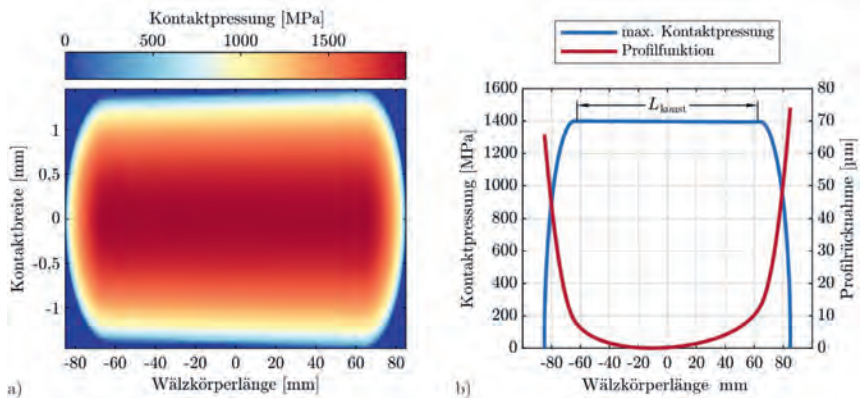 Kontaktpressung [MPa]
0 500 1000 1500
Kontaktbreite [mm]
1
0.5
0
-0.5
-1
-80 -60 -40 -20 0 20 40 60 80
Wälzkörperlänge [mm]
a)
max. Kontaktpressung
Profilfunktion
Kontaktpressung [MPa]
1600
1400
1200
1000
800
600
400
200
0
L_konst
Profilrücknahme [µm]
80
70
60
50
40
30
20
10
0
-80 -60 -40 -20 0 20 40 60 80
Wälzkörperlänge mm
b)